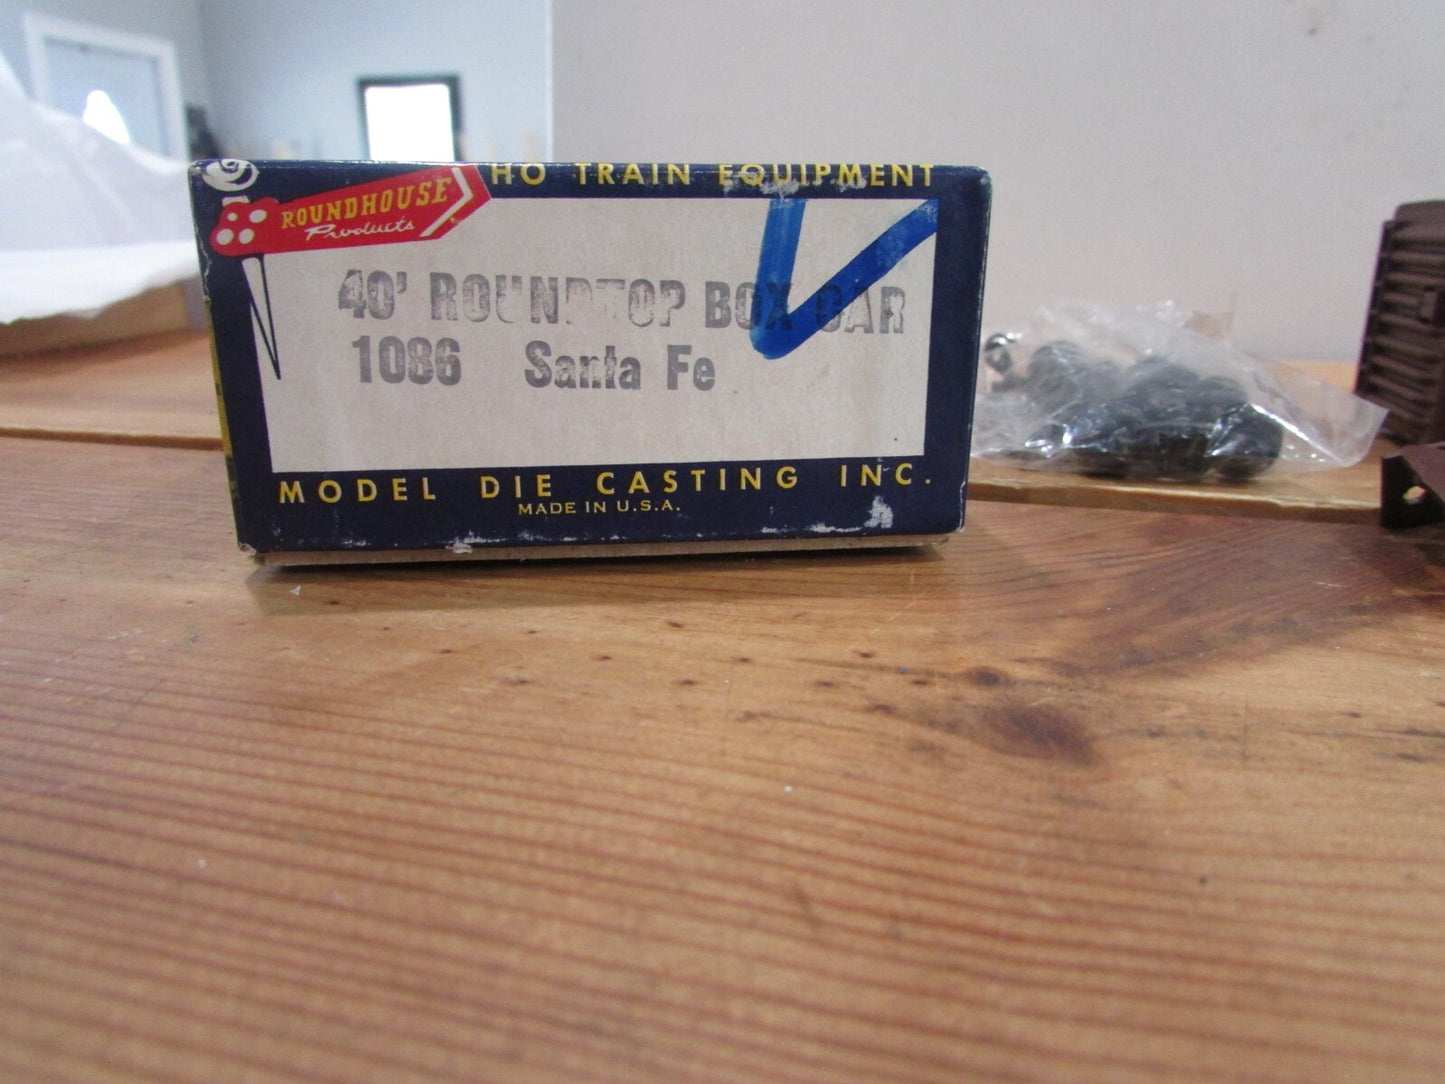 HO TRAIN EQUIPMENT
ROUNDHOUSE
Products
40' ROUNDTOP BOX CAR
1086 Santa Fe
MODEL DIE CASTING INC.
MADE IN U.S.A.